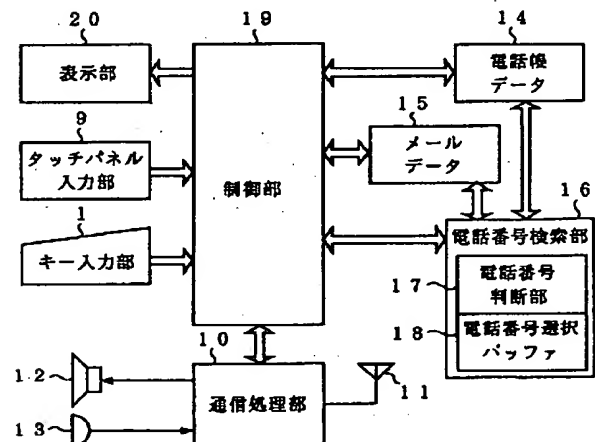 20
19
14
表示部
電話帳
データ
15
9
メール
データ
タッチパネル
入力部
制御部
16
1
電話番号検索部
キー入力部
17
電話番号
判断部
18
電話番号選択
バッファ
10
12
通信処理部
11
13